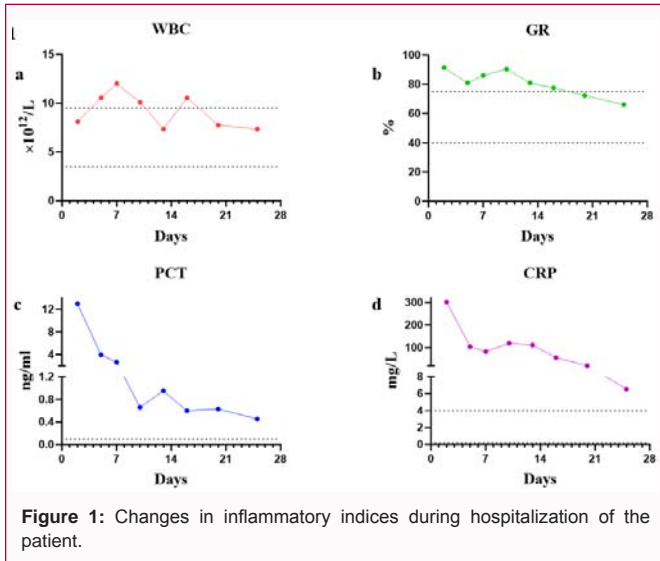 1
WBC
a
×10¹²/L
15
10
5
0
0 7 14 21 28
Days
GR
b
%
100
80
60
40
20
0
0 7 14 21 28
Days
PCT
c
ng/ml
12
8
4
1.2
0.8
0.4
0.0
0 7 14 21 28
Days
CRP
d
mg/L
300
200
100
8
6
4
2
0
0 7 14 21 28
Days
Figure 1: Changes in inflammatory indices during hospitalization of the
patient.